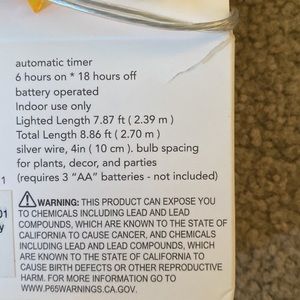 automatic timer
6 hours on * 18 hours off
battery operated
Indoor use only
Lighted Length 7.87 ft ( 2.39 m )
Total Length 8.86 ft ( 2.70 m )
silver wire, 4in ( 10 cm ). bulb spacing
for plants, decor, and parties
(requires 3 “AA” batteries - not included)
1
01
y
WARNING: THIS PRODUCT CAN EXPOSE YOU
TO CHEMICALS INCLUDING LEAD AND LEAD
COMPOUNDS, WHICH ARE KNOWN TO THE STATE OF
CALIFORNIA TO CAUSE CANCER, AND CHEMICALS
INCLUDING LEAD AND LEAD COMPOUNDS,
WHICH ARE KNOWN TO THE STATE OF CALIFORNIA TO
CAUSE BIRTH DEFECTS OR OTHER REPRODUCTIVE
HARM. FOR MORE INFORMATION GO TO
WWW.P65WARNINGS.CA.GOV.